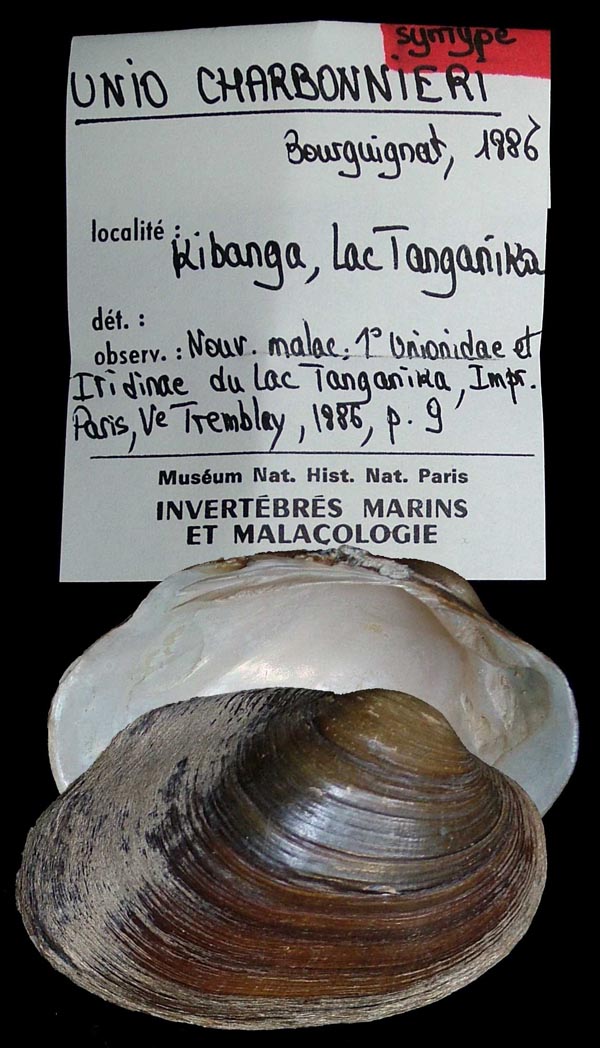 syntype
UNIO CHARBONNIERI
Bourguignat, 1886
localité : Kibanga, Lac Tanganika
dét. :
observ. : Nouv. malac. 1° Unionidae et
Iridinae du Lac Tanganika, Impr.
Paris, Ve Tremblay, 1886, p. 9
Muséum Nat. Hist. Nat. Paris
INVERTÉBRÉS MARINS
ET MALACOLOGIE